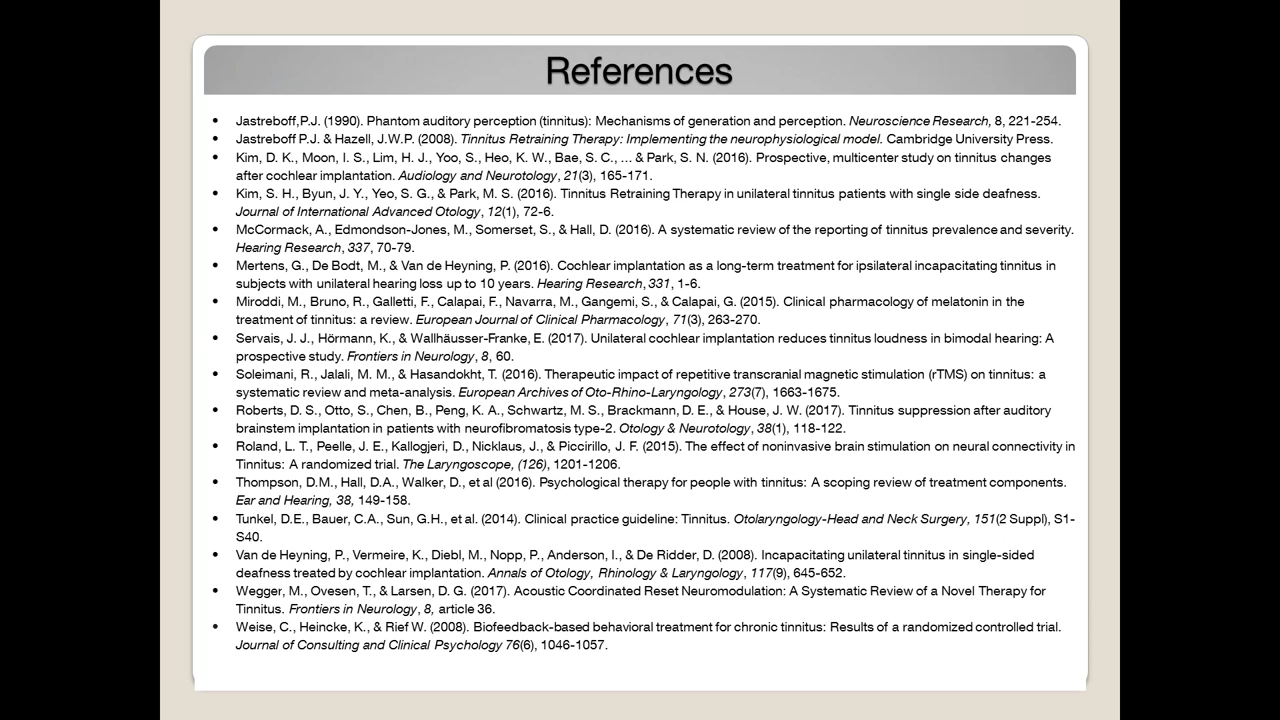 References
• Jastreboff,P.J. (1990). Phantom auditory perception (tinnitus): Mechanisms of generation and perception. Neuroscience Research, 8, 221-254.
• Jastreboff P.J. & Hazell, J.W.P. (2008). Tinnitus Retraining Therapy: Implementing the neurophysiological model. Cambridge University Press.
• Kim, D. K., Moon, I. S., Lim, H. J., Yoo, S., Heo, K. W., Bae, S. C., ... & Park, S. N. (2016). Prospective, multicenter study on tinnitus changes
after cochlear implantation. Audiology and Neurotology, 21(3), 165-171.
• Kim, S. H., Byun, J. Y., Yeo, S. G., & Park, M. S. (2016). Tinnitus Retraining Therapy in unilateral tinnitus patients with single side deafness.
Journal of International Advanced Otology, 12(1), 72-6.
• McCormack, A., Edmondson-Jones, M., Somerset, S., & Hall, D. (2016). A systematic review of the reporting of tinnitus prevalence and severity.
Hearing Research, 337, 70-79.
• Mertens, G., De Bodt, M., & Van de Heyning, P. (2016). Cochlear implantation as a long-term treatment for ipsilateral incapacitating tinnitus in
subjects with unilateral hearing loss up to 10 years. Hearing Research, 331, 1-6.
• Miroddi, M., Bruno, R., Galletti, F., Calapai, F., Navarra, M., Gangemi, S., & Calapai, G. (2015). Clinical pharmacology of melatonin in the
treatment of tinnitus: a review. European Journal of Clinical Pharmacology, 71(3), 263-270.
• Servais, J. J., Hörmann, K., & Wallhäusser-Franke, E. (2017). Unilateral cochlear implantation reduces tinnitus loudness in bimodal hearing: A
prospective study. Frontiers in Neurology, 8, 60.
• Soleimani, R., Jalali, M. M., & Hasandokht, T. (2016). Therapeutic impact of repetitive transcranial magnetic stimulation (rTMS) on tinnitus: a
systematic review and meta-analysis. European Archives of Oto-Rhino-Laryngology, 273(7), 1663-1675.
• Roberts, D. S., Otto, S., Chen, B., Peng, K. A., Schwartz, M. S., Brackmann, D. E., & House, J. W. (2017). Tinnitus suppression after auditory
brainstem implantation in patients with neurofibromatosis type-2. Otology & Neurotology, 38(1), 118-122.
• Roland, L. T., Peelle, J. E., Kallogjeri, D., Nicklaus, J., & Piccirillo, J. F. (2015). The effect of noninvasive brain stimulation on neural connectivity in
Tinnitus: A randomized trial. The Laryngoscope, (126), 1201-1206.
• Thompson, D.M., Hall, D.A., Walker, D., et al (2016). Psychological therapy for people with tinnitus: A scoping review of treatment components.
Ear and Hearing, 38, 149-158.
• Tunkel, D.E., Bauer, C.A., Sun, G.H., et al. (2014). Clinical practice guideline: Tinnitus. Otolaryngology-Head and Neck Surgery, 151(2 Suppl), S1-
S40.
• Van de Heyning, P., Vermeire, K., Diebl, M., Nopp, P., Anderson, I., & De Ridder, D. (2008). Incapacitating unilateral tinnitus in single-sided
deafness treated by cochlear implantation. Annals of Otology, Rhinology & Laryngology, 117(9), 645-652.
• Wegger, M., Ovesen, T., & Larsen, D. G. (2017). Acoustic Coordinated Reset Neuromodulation: A Systematic Review of a Novel Therapy for
Tinnitus. Frontiers in Neurology, 8, article 36.
• Weise, C., Heincke, K., & Rief W. (2008). Biofeedback-based behavioral treatment for chronic tinnitus: Results of a randomized controlled trial.
Journal of Consulting and Clinical Psychology 76(6), 1046-1057.